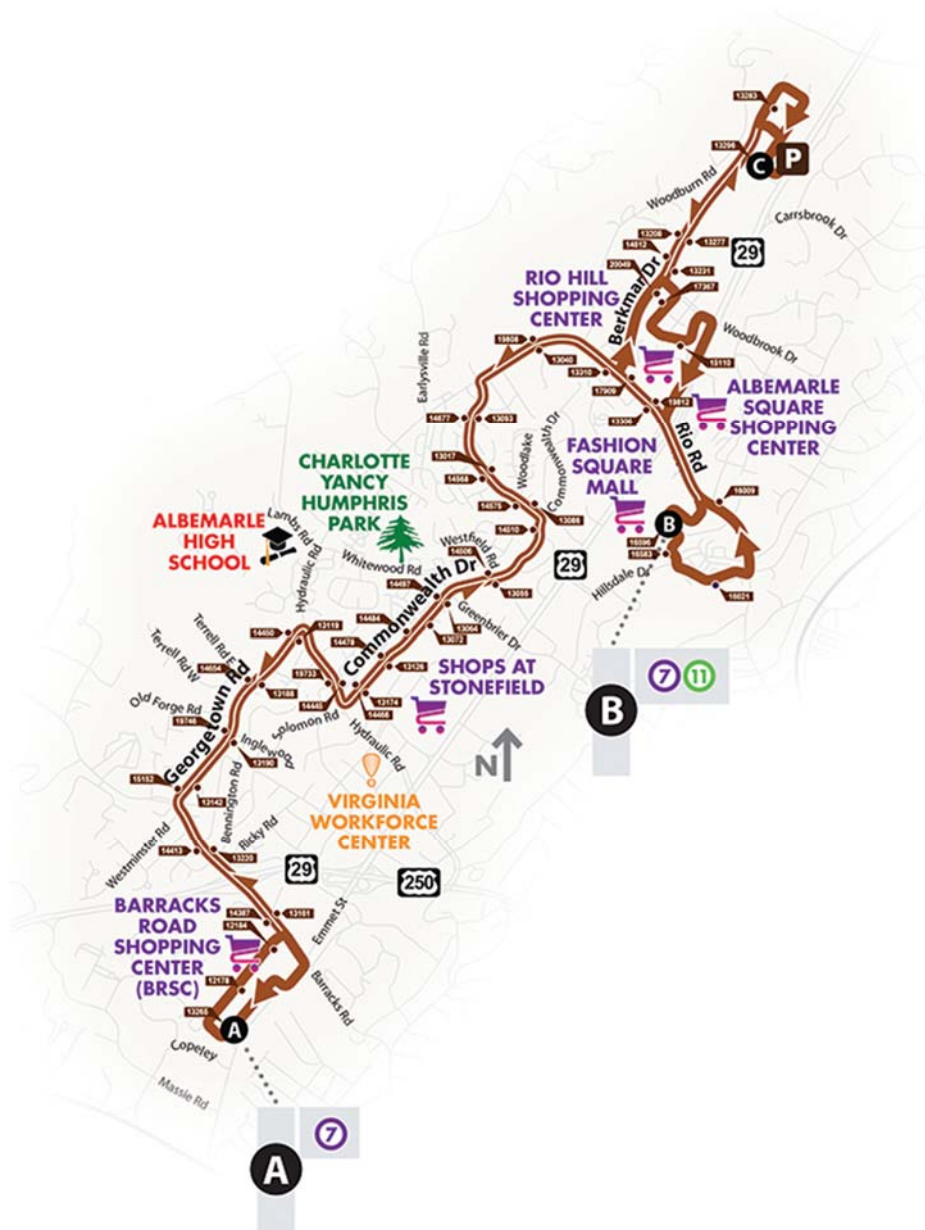 13283
13296
C
P
Woodburn Rd
Carrsbrook Dr
13208
14812
13277
29
20049
13231
17367
Berkmar Dr
RIO HILL
SHOPPING
CENTER
Woodbrook Dr
15110
Earlysville Rd
19808
13040
13310
17909
19812
13306
ALBEMARLE
SQUARE
SHOPPING
CENTER
Rio Rd
14677
13093
Commonwealth Dr
Woodlake
FASHION
SQUARE
MALL
13017
14568
14575
14510
13086
16009
B
16596
16583
16021
Hillsdale Dr
29
CHARLOTTE
YANCY
HUMPHRIS
PARK
ALBEMARLE
HIGH
SCHOOL
Lambs Rd
Hydraulic Rd
Whitewood Rd
Westfield Rd
14506
14497
13055
Commonwealth Dr
Greenbrier Dr
14484
13064
14478
13072
13126
14450
13119
Terrell Rd E
Terrell Rd W
14654
13188
19733
14445
13174
14466
Solomon Rd
SHOPS AT
STONEFIELD
Hydraulic Rd
Old Forge Rd
19746
Georgetown Rd
Inglewood
13190
15152
13142
Bennington Rd
N
VIRGINIA
WORKFORCE
CENTER
B
7
11
Westminster Rd
14413
13220
Ricky Rd
29
250
Emmet St
BARRACKS
ROAD
SHOPPING
CENTER
(BRSC)
14387
12184
13101
12178
Barracks Rd
13265
A
Copeley
Massie Rd
7
A